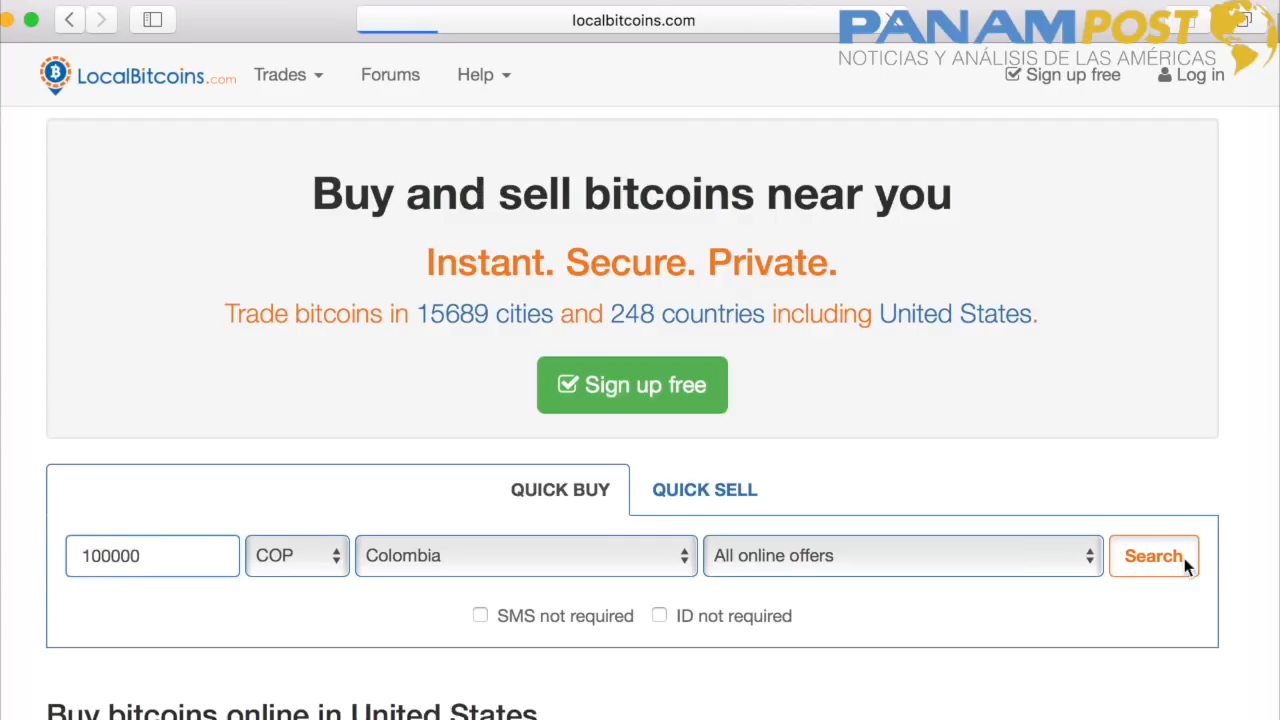 localbitcoins.com
PANAMPOST
NOTICIAS Y ANÁLISIS DE LAS AMÉRICAS
LocalBitcoins.com Trades Forums Help Sign up free Log in
Buy and sell bitcoins near you
Instant. Secure. Private.
Trade bitcoins in 15689 cities and 248 countries including United States.
Sign up free
QUICK BUY QUICK SELL
100000 COP Colombia All online offers Search
SMS not required ID not required
Buy bitcoins online in United States